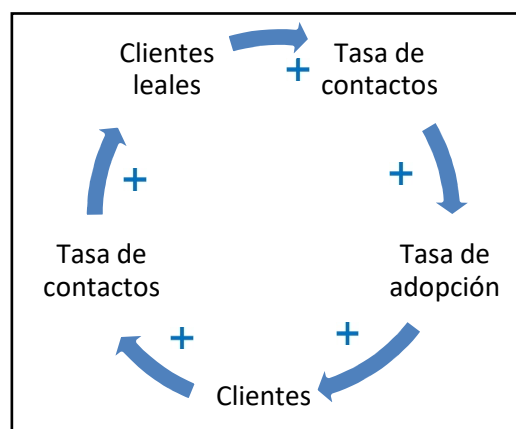 Clientes
leales
Tasa de
contactos
+
+
+
Tasa de
adopción
Tasa de
contactos
+
+
Clientes